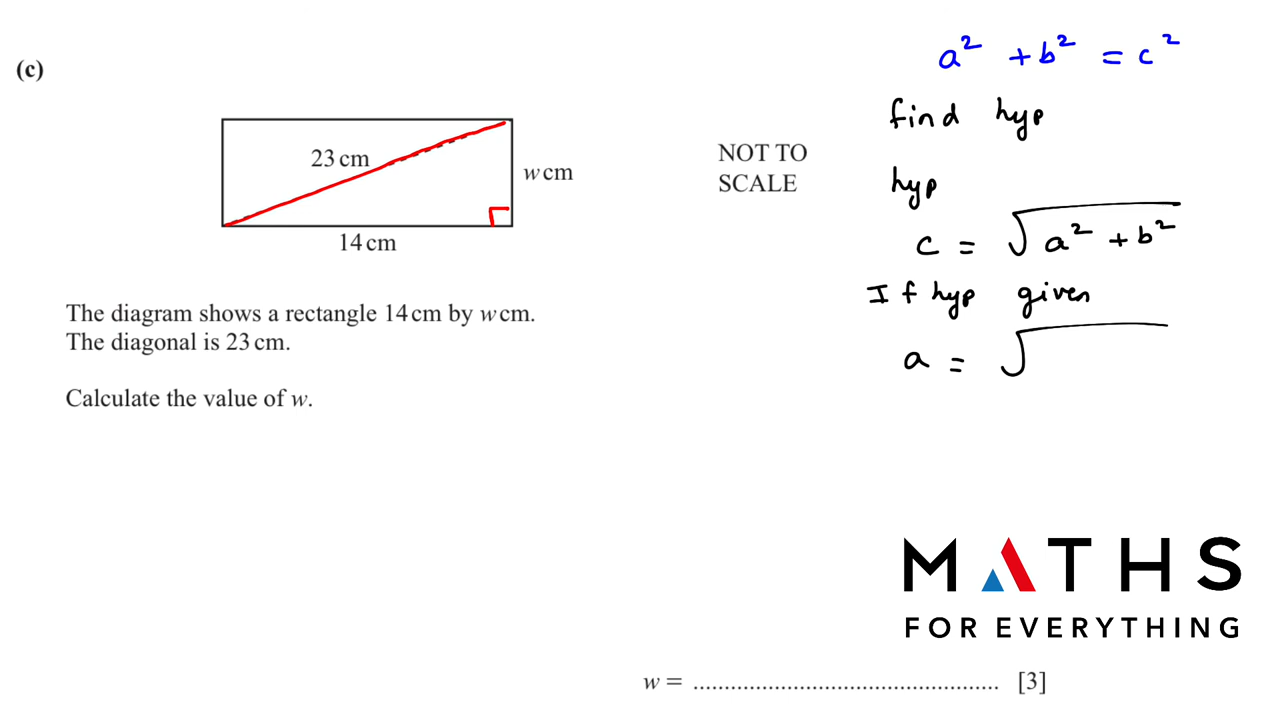 (c)
23 cm
w cm
14 cm
NOT TO
SCALE
The diagram shows a rectangle 14 cm by w cm.
The diagonal is 23 cm.
Calculate the value of w.
a² + b² = c²
find hyp
hyp
c = √a² + b²
If hyp given
a = √
MATHS
FOR EVERYTHING
w = ................................................. [3]